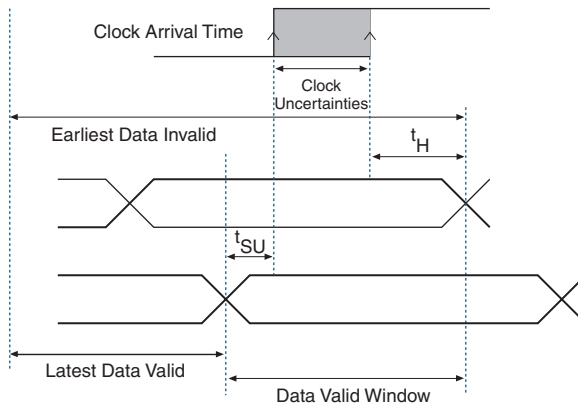 Clock Arrival Time
Clock
Uncertainties
Earliest Data Invalid
tH
tSU
Latest Data Valid
Data Valid Window